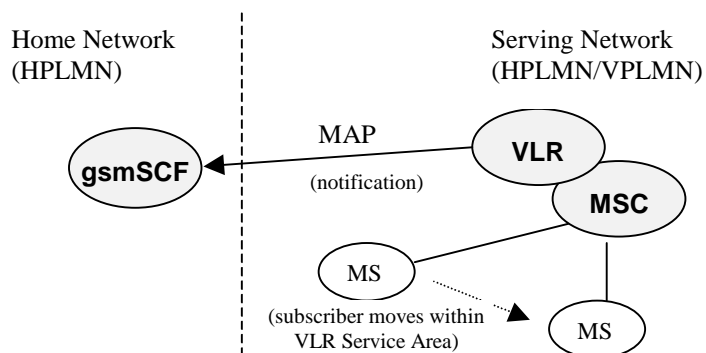 Home Network
(HPLMN)
Serving Network
(HPLMN/VPLMN)
MAP
VLR
gsmSCF
(notification)
MSC
MS
(subscriber moves within
VLR Service Area)
MS